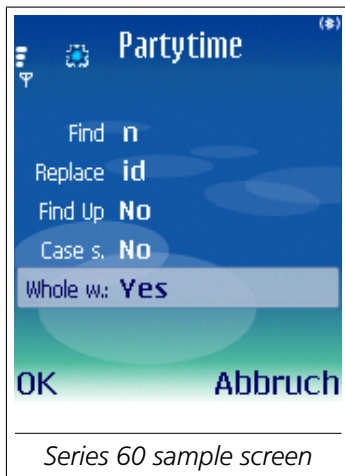 Partytime
Find n
Replace id
Find Up No
Case s. No
Whole w.: Yes
OK Abbruch
Series 60 sample screen